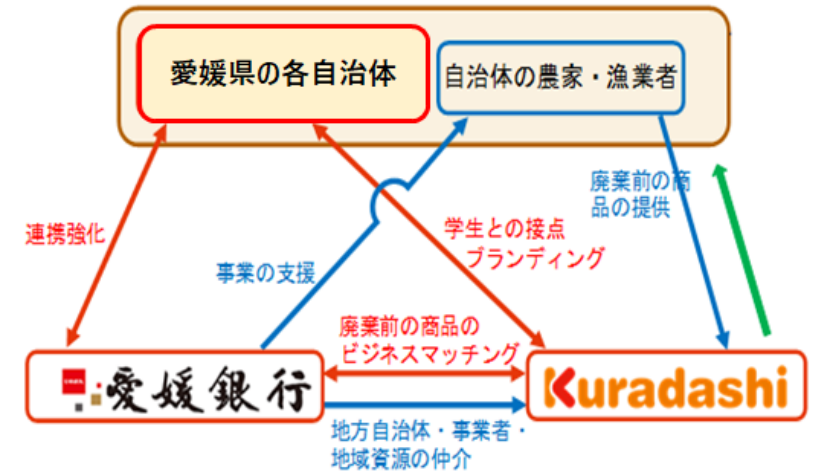 愛媛県の各自治体
自治体の農家・漁業者
廃棄前の商
品の提供
連携強化
学生との接点
ブランディング
事業の支援
廃棄前の商品の
ビジネスマッチング
愛媛銀行
Kuradashi
地方自治体・事業者・
地域資源の仲介